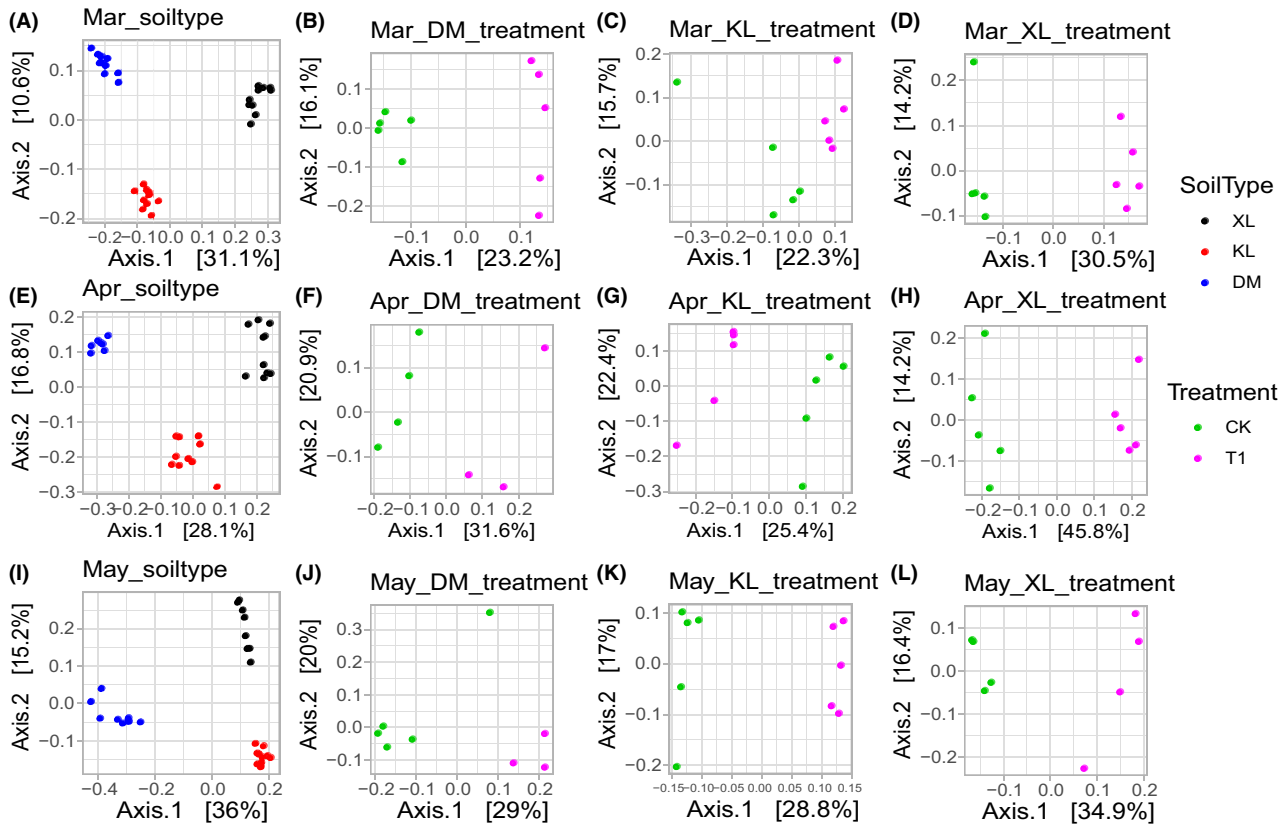 (A) Mar_soiltype
Axis.2 [10.6%]
0.1
0.0
−0.1
−0.2
−0.2 −0.1 0.0 0.1 0.2 0.3
Axis.1 [31.1%]
(B) Mar_DM_treatment
Axis.2 [16.1%]
0.1
0.0
−0.1
−0.2
−0.1 0.0 0.1
Axis.1 [23.2%]
(C) Mar_KL_treatment
Axis.2 [15.7%]
0.2
0.1
0.0
−0.1
−0.3 −0.2 −0.1 0.0 0.1
Axis.1 [22.3%]
(D) Mar_XL_treatment
Axis.2 [14.2%]
0.2
0.1
0.0
−0.1
−0.1 0.0 0.1
Axis.1 [30.5%]
SoilType
XL
KL
DM
(E) Apr_soiltype
Axis.2 [16.8%]
0.2
0.1
0.0
−0.1
−0.2
−0.3
−0.3 −0.2 −0.1 0.0 0.1 0.2
Axis.1 [28.1%]
(F) Apr_DM_treatment
Axis.2 [20.9%]
0.1
0.0
−0.1
−0.1 0.0 0.1 0.2
Axis.1 [31.6%]
(G) Apr_KL_treatment
Axis.2 [22.4%]
0.1
0.0
−0.1
−0.2
−0.3
−0.2 −0.1 0.0 0.1 0.2
Axis.1 [25.4%]
(H) Apr_XL_treatment
Axis.2 [14.2%]
0.2
0.1
0.0
−0.1
−0.2 −0.1 0.0 0.1 0.2
Axis.1 [45.8%]
Treatment
CK
T1
(I) May_soiltype
Axis.2 [15.2%]
0.2
0.1
0.0
−0.1
−0.4 −0.2 0.0 0.2
Axis.1 [36%]
(J) May_DM_treatment
Axis.2 [20%]
0.3
0.2
0.1
0.0
−0.1
−0.2 −0.1 0.0 0.1 0.2
Axis.1 [29%]
(K) May_KL_treatment
Axis.2 [17%]
0.1
0.0
−0.1
−0.2
−0.15 −0.10 −0.05 0.00 0.05 0.10 0.15
Axis.1 [28.8%]
(L) May_XL_treatment
Axis.2 [16.4%]
0.1
0.0
−0.1
−0.2
−0.1 0.0 0.1 0.2
Axis.1 [34.9%]